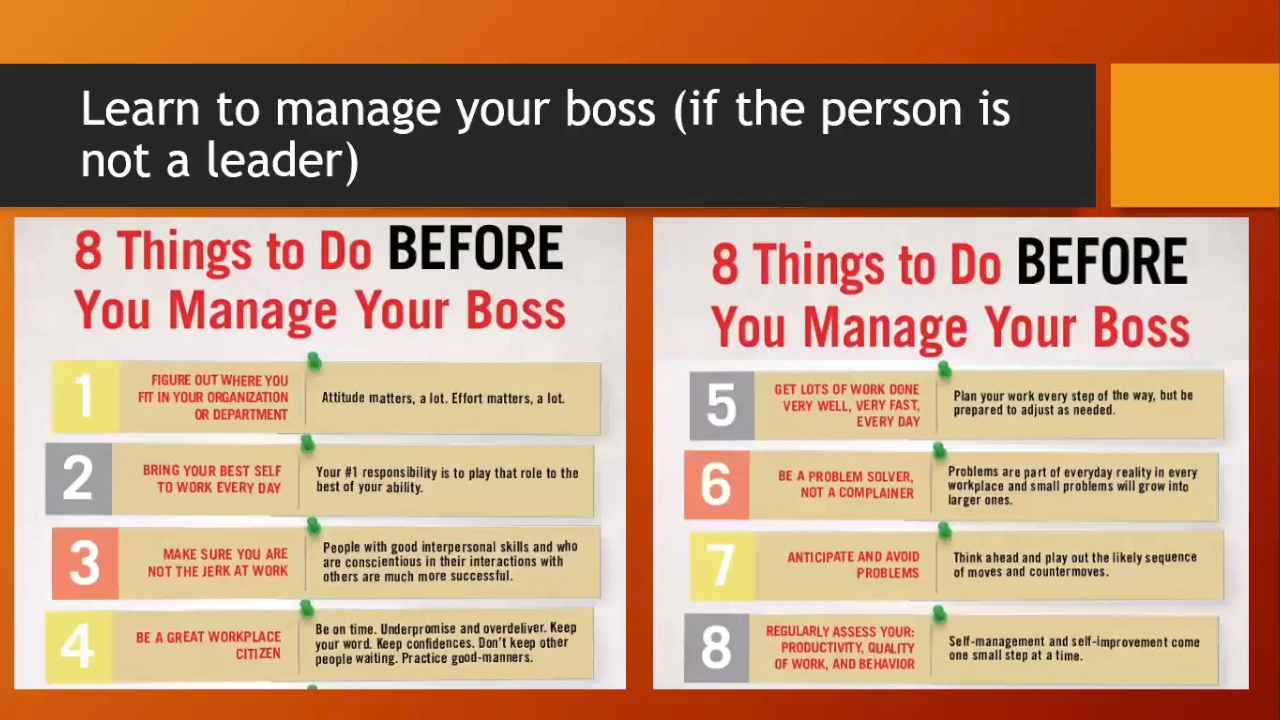 Learn to manage your boss (if the person is
not a leader)
8 Things to Do BEFORE
You Manage Your Boss
1
FIGURE OUT WHERE YOU
FIT IN YOUR ORGANIZATION
OR DEPARTMENT
Attitude matters, a lot. Effort matters, a lot.
2
BRING YOUR BEST SELF
TO WORK EVERY DAY
Your #1 responsibility is to play that role to the
best of your ability.
3
MAKE SURE YOU ARE
NOT THE JERK AT WORK
People with good interpersonal skills and who
are conscientious in their interactions with
others are much more successful.
4
BE A GREAT WORKPLACE
CITIZEN
Be on time. Underpromise and overdeliver. Keep
your word. Keep confidences. Don't keep other
people waiting. Practice good-manners.
8 Things to Do BEFORE
You Manage Your Boss
5
GET LOTS OF WORK DONE
VERY WELL, VERY FAST,
EVERY DAY
Plan your work every step of the way, but be
prepared to adjust as needed.
6
BE A PROBLEM SOLVER,
NOT A COMPLAINER
Problems are part of everyday reality in every
workplace and small problems will grow into
larger ones.
7
ANTICIPATE AND AVOID
PROBLEMS
Think ahead and play out the likely sequence
of moves and countermoves.
8
REGULARLY ASSESS YOUR:
PRODUCTIVITY, QUALITY
OF WORK, AND BEHAVIOR
Self-management and self-improvement come
one small step at a time.